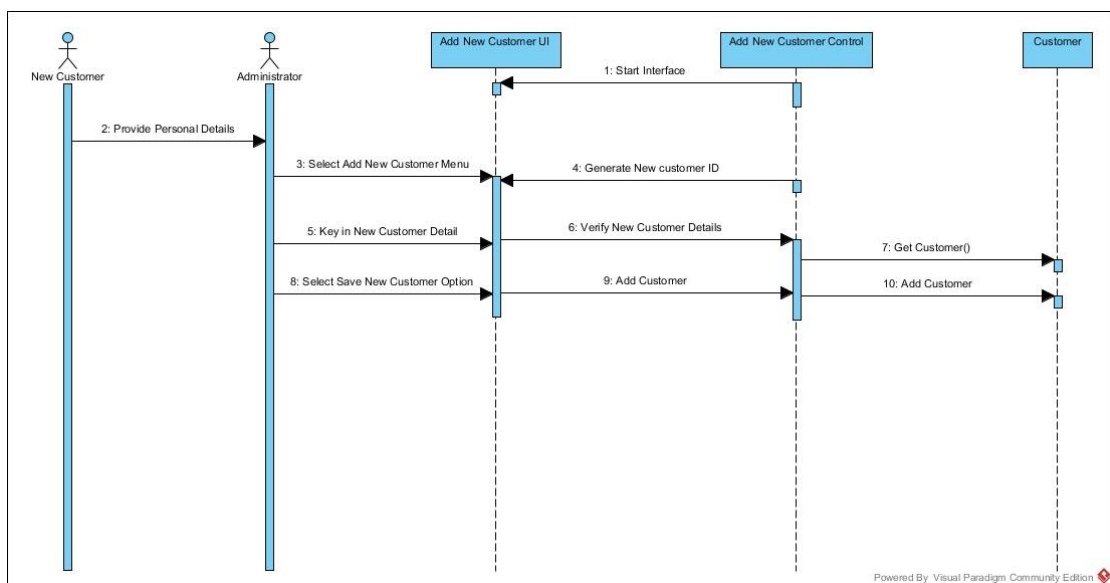 New Customer
Administrator
Add New Customer UI
Add New Customer Control
Customer
1: Start Interface
2: Provide Personal Details
3: Select Add New Customer Menu
4: Generate New customer ID
5: Key in New Customer Detail
6: Verify New Customer Details
7: Get Customer()
8: Select Save New Customer Option
9: Add Customer
10: Add Customer
Powered By Visual Paradigm Community Edition